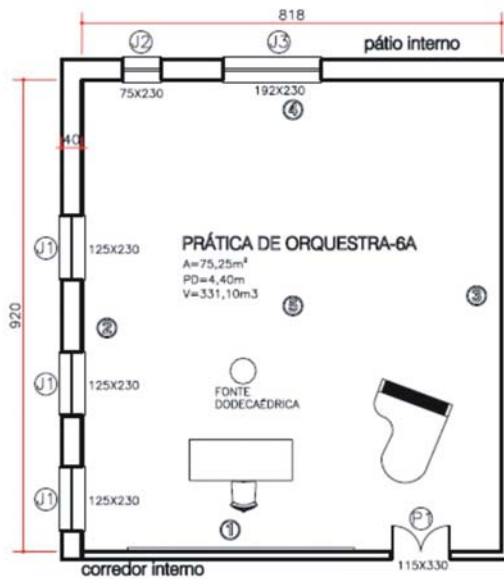 818
J2
J3
pátio interno
75X230
192X230
④
40
J1
125X230
PRÁTICA DE ORQUESTRA-6A
A=75,25m²
PD=4,40m
V=331,10m3
920
②
③
⑤
J1
125X230
FONTE
DODECAÉDRICA
J1
125X230
①
P1
115X330
corredor interno